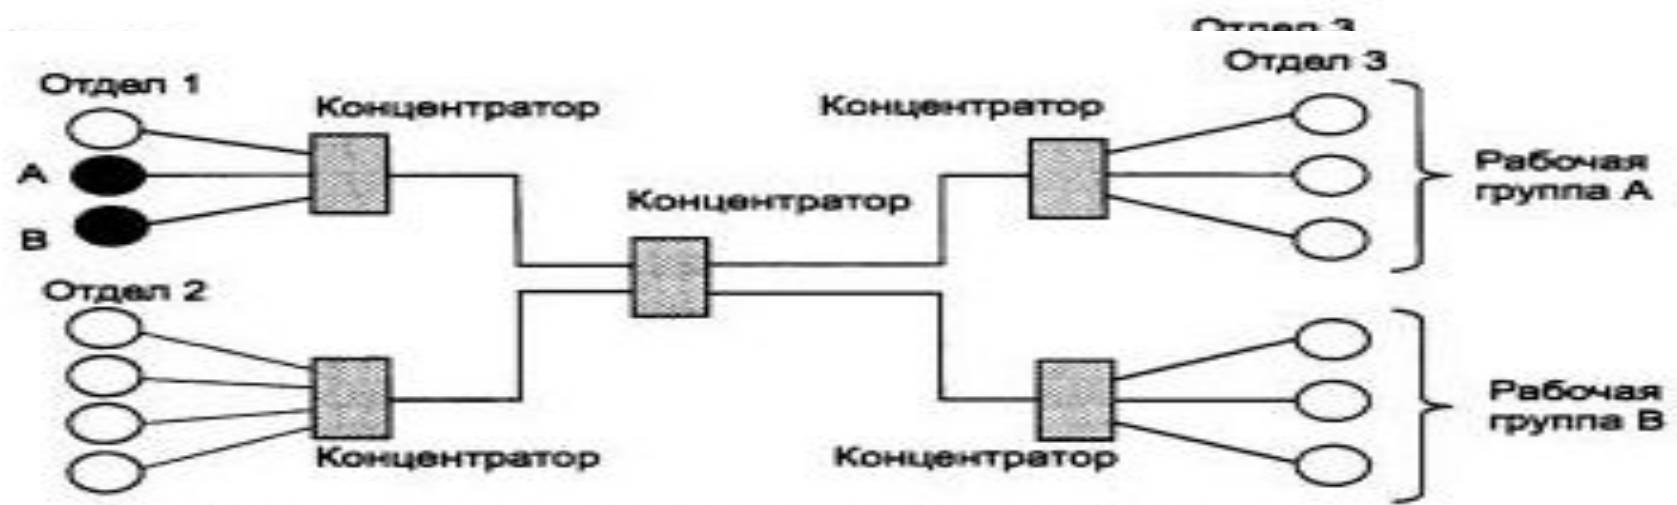 Отдел 3
Отдел 3
Отдел 1
Концентратор
Концентратор
А
Рабочая
группа А
Концентратор
В
Отдел 2
Рабочая
группа В
Концентратор
Концентратор